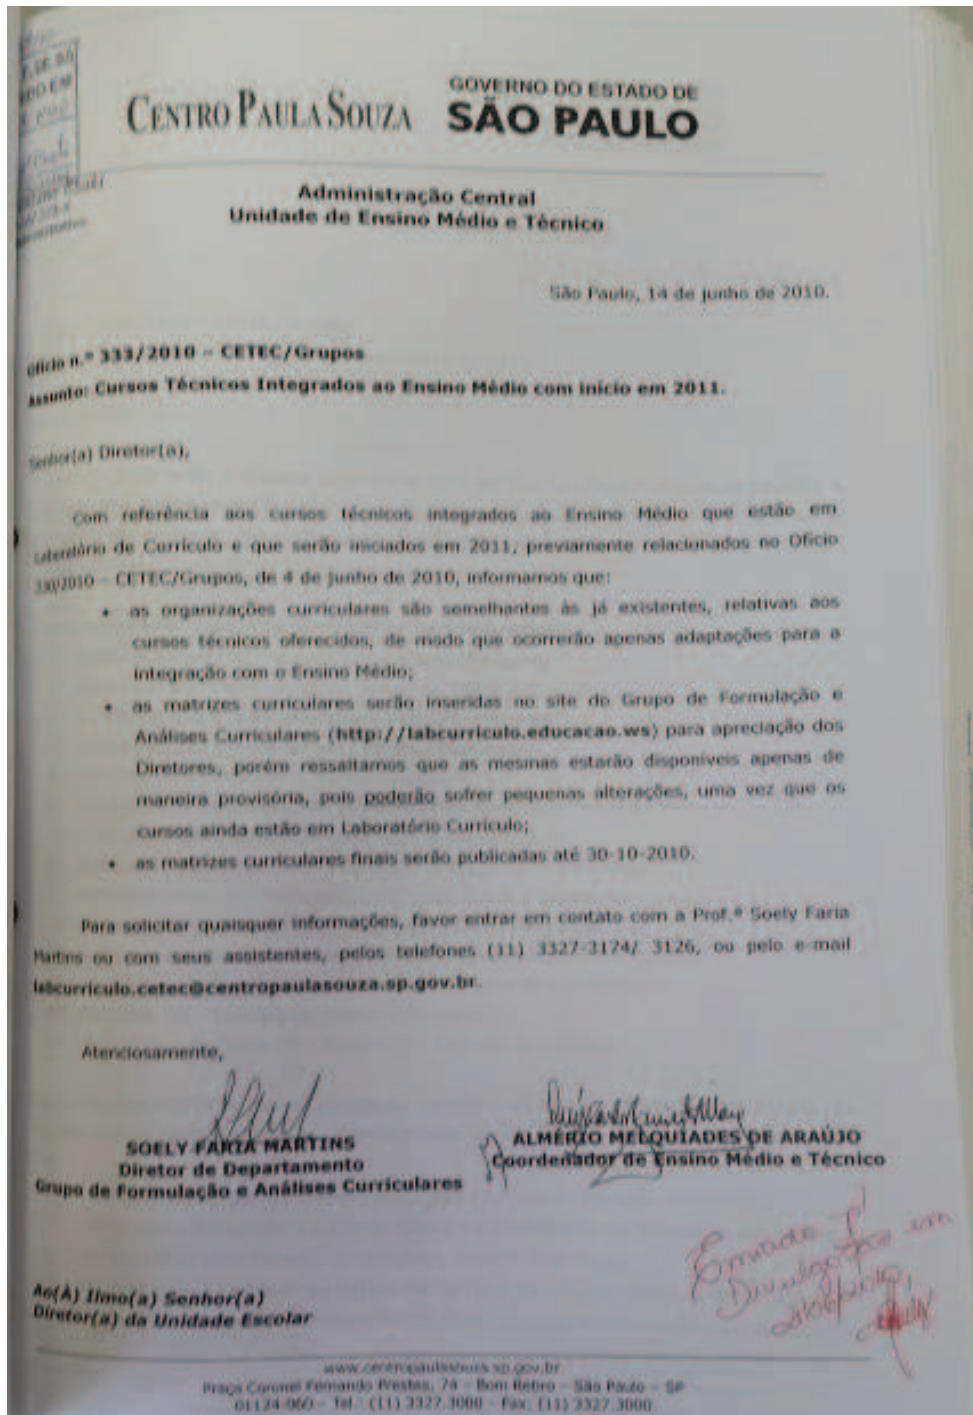 CENTRO PAULA SOUZA
GOVERNO DO ESTADO DE
SÃO PAULO
Administração Central
Unidade de Ensino Médio e Técnico
São Paulo, 14 de junho de 2010.
Ofício n.º 333/2010 – CETEC/Grupos
Assunto: Cursos Técnicos Integrados ao Ensino Médio com início em 2011.
Senhor(a) Diretor(a),
Com referência aos cursos técnicos integrados ao Ensino Médio que estão em
Laboratório de Currículo e que serão iniciados em 2011, previamente relacionados no Ofício
330/2010 – CETEC/Grupos, de 4 de junho de 2010, informamos que:
• as organizações curriculares são semelhantes às já existentes, relativas aos
cursos técnicos oferecidos, de modo que ocorrerão apenas adaptações para a
integração com o Ensino Médio;
• as matrizes curriculares serão inseridas no site do Grupo de Formulação e
Análises Curriculares (http://labcurriculo.educacao.ws) para apreciação dos
Diretores, porém ressaltamos que as mesmas estarão disponíveis apenas de
maneira provisória, pois poderão sofrer pequenas alterações, uma vez que os
cursos ainda estão em Laboratório Currículo;
• as matrizes curriculares finais serão publicadas até 30-10-2010.
Para solicitar quaisquer informações, favor entrar em contato com a Prof.ª Soely Faria
Martins ou com seus assistentes, pelos telefones (11) 3327-3174/ 3126, ou pelo e-mail
labcurriculo.cetec@centropaulasouza.sp.gov.br.
Atenciosamente,
SOELY FARIA MARTINS
Diretor de Departamento
Grupo de Formulação e Análises Curriculares
ALMÉRIO MELQUÍADES DE ARAÚJO
Coordenador de Ensino Médio e Técnico
Enviado p/
Divulgação em
Ao(À) Ilmo(a) Senhor(a)
Diretor(a) da Unidade Escolar
www.centropaulasouza.sp.gov.br
Praça Coronel Fernando Prestes, 74 – Bom Retiro – São Paulo – SP
01124-060 – Tel.: (11) 3327.3000 – Fax: (11) 3327.3000